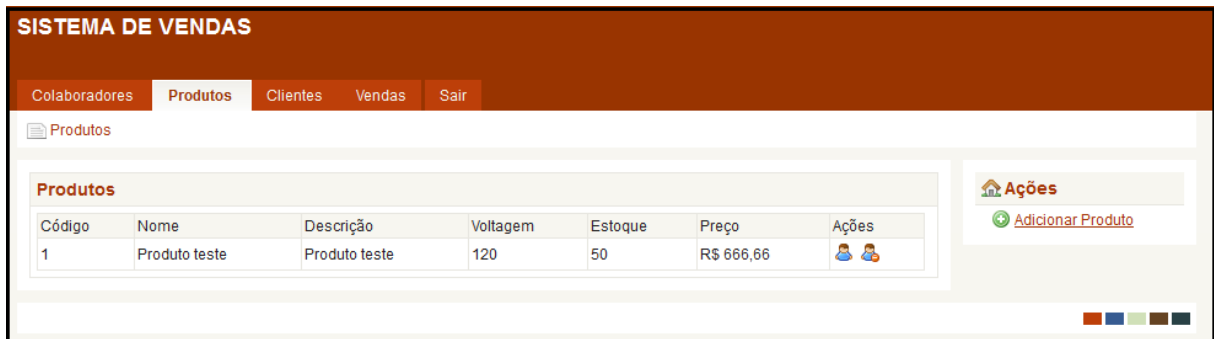 SISTEMA DE VENDAS
Colaboradores Produtos Clientes Vendas Sair
Produtos
Produtos
Código Nome Descrição Voltagem Estoque Preço Ações
1 Produto teste Produto teste 120 50 R$ 666,66
Ações
Adicionar Produto